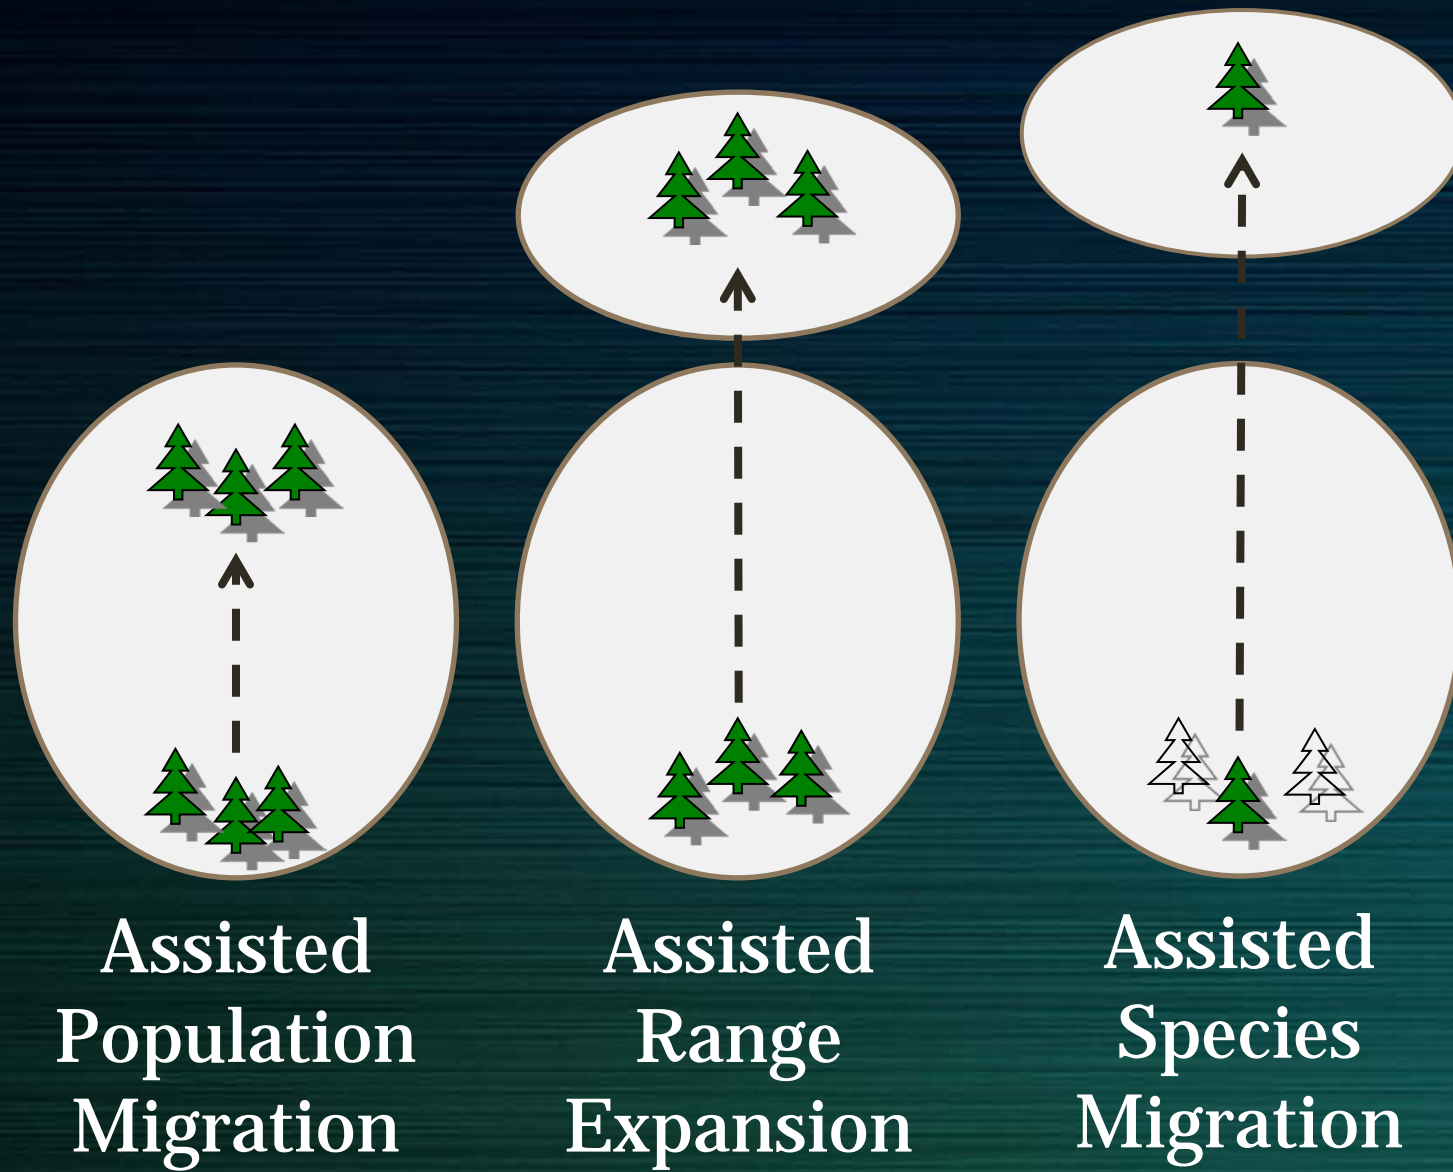 Assisted
Population
Migration
Assisted
Range
Expansion
Assisted
Species
Migration